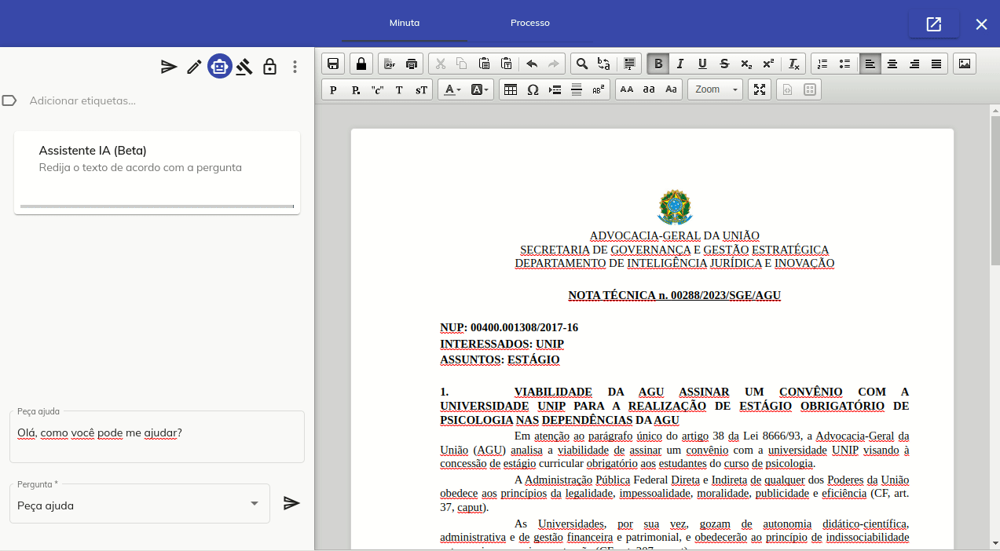 Minuta
Processo
Adicionar etiquetas...
Assistente IA (Beta)
Redija o texto de acordo com a pergunta
Peça ajuda
Olá, como você pode me ajudar?
Pergunta *
Peça ajuda
PDF
B I U S x₂ x² Ix
P P. "c" T sT A A Ω AB² AA aa Aa Zoom
ADVOCACIA-GERAL DA UNIÃO
SECRETARIA DE GOVERNANÇA E GESTÃO ESTRATÉGICA
DEPARTAMENTO DE INTELIGÊNCIA JURÍDICA E INOVAÇÃO
NOTA TÉCNICA n. 00288/2023/SGE/AGU
NUP: 00400.001308/2017-16
INTERESSADOS: UNIP
ASSUNTOS: ESTÁGIO
1. VIABILIDADE DA AGU ASSINAR UM CONVÊNIO COM A
UNIVERSIDADE UNIP PARA A REALIZAÇÃO DE ESTÁGIO OBRIGATÓRIO DE
PSICOLOGIA NAS DEPENDÊNCIAS DA AGU
Em atenção ao parágrafo único do artigo 38 da Lei 8666/93, a Advocacia-Geral da
União (AGU) analisa a viabilidade de assinar um convênio com a universidade UNIP visando à
concessão de estágio curricular obrigatório aos estudantes do curso de psicologia.
A Administração Pública Federal Direta e Indireta de qualquer dos Poderes da União
obedece aos princípios da legalidade, impessoalidade, moralidade, publicidade e eficiência (CF, art.
37, caput).
As Universidades, por sua vez, gozam de autonomia didático-científica,
administrativa e de gestão financeira e patrimonial, e obedecerão ao princípio de indissociabilidade